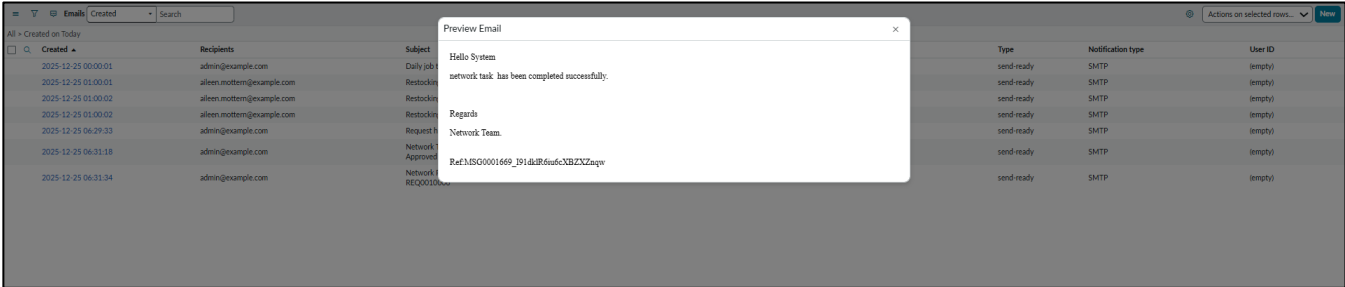 Emails Created Search Actions on selected rows... New
All > Created on Today
Preview Email ×
Created Recipients Subject Type Notification type User ID
2025-12-25 00:00:01 admin@example.com Daily job send-ready SMTP (empty)
2025-12-25 01:00:01 aileen.mottern@example.com send-ready SMTP (empty)
2025-12-25 01:00:02 aileen.mottern@example.com send-ready SMTP (empty)
2025-12-25 01:00:02 aileen.mottern@example.com send-ready SMTP (empty)
2025-12-25 06:29:33 admin@example.com Request send-ready SMTP (empty)
2025-12-25 06:31:18 admin@example.com Network send-ready SMTP (empty)
Approved
2025-12-25 06:31:34 admin@example.com Network send-ready SMTP (empty)
Hello System
network task has been completed successfully.
Regards
Network Team.